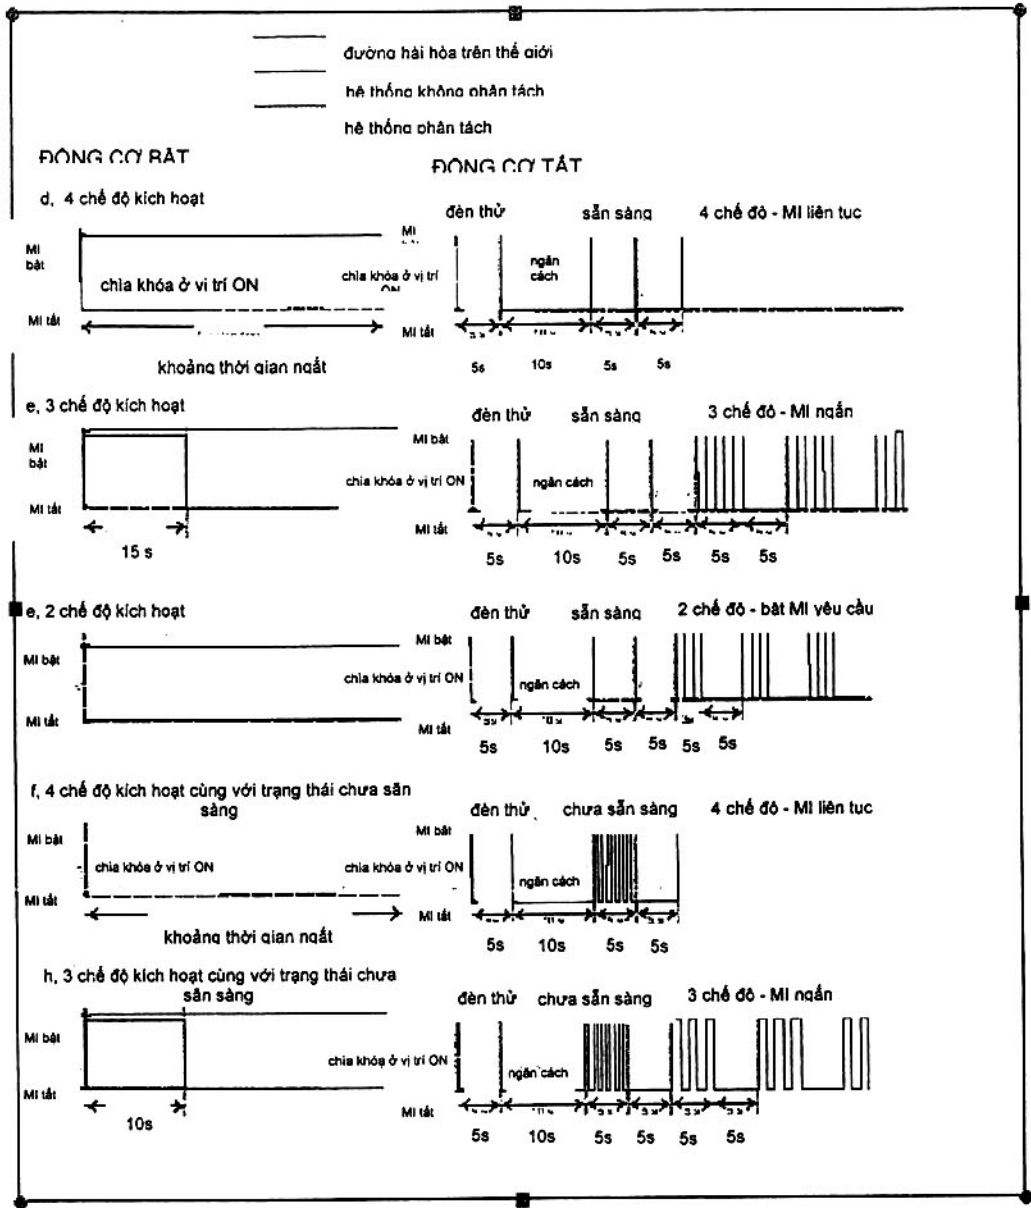 đường hài hòa trên thế giới
hệ thống không phân tách
hệ thống phân tách
ĐỘNG CƠ BẬT
ĐỘNG CƠ TẮT
d, 4 chế độ kích hoạt
đèn thử sẵn sàng 4 chế độ - MI liên tục
MI bật
MI
chìa khóa ở vị trí ON
chìa khóa ở vị trí ON
ngăn cách
MI tắt
MI tắt
khoảng thời gian ngắt
5s 10s 5s 5s
e, 3 chế độ kích hoạt
đèn thử sẵn sàng 3 chế độ - MI ngắn
MI bật
MI bật
chìa khóa ở vị trí ON
ngăn cách
MI tắt
MI tắt
15 s
5s 10s 5s 5s 5s 5s
e, 2 chế độ kích hoạt
đèn thử sẵn sàng 2 chế độ - bật MI yêu cầu
MI bật
MI bật
chìa khóa ở vị trí ON
ngăn cách
MI tắt
MI tắt
5s 10s 5s 5s 5s 5s
f, 4 chế độ kích hoạt cùng với trạng thái chưa sẵn
sàng
đèn thử chưa sẵn sàng 4 chế độ - MI liên tục
MI bật
MI bật
chìa khóa ở vị trí ON
chìa khóa ở vị trí ON
ngăn cách
MI tắt
MI tắt
khoảng thời gian ngắt
5s 10s 5s 5s
h, 3 chế độ kích hoạt cùng với trạng thái chưa
sẵn sàng
đèn thử chưa sẵn sàng 3 chế độ - MI ngắn
MI bật
chìa khóa ở vị trí ON
ngăn cách
MI tắt
MI tắt
10s
5s 10s 5s 5s 5s 5s